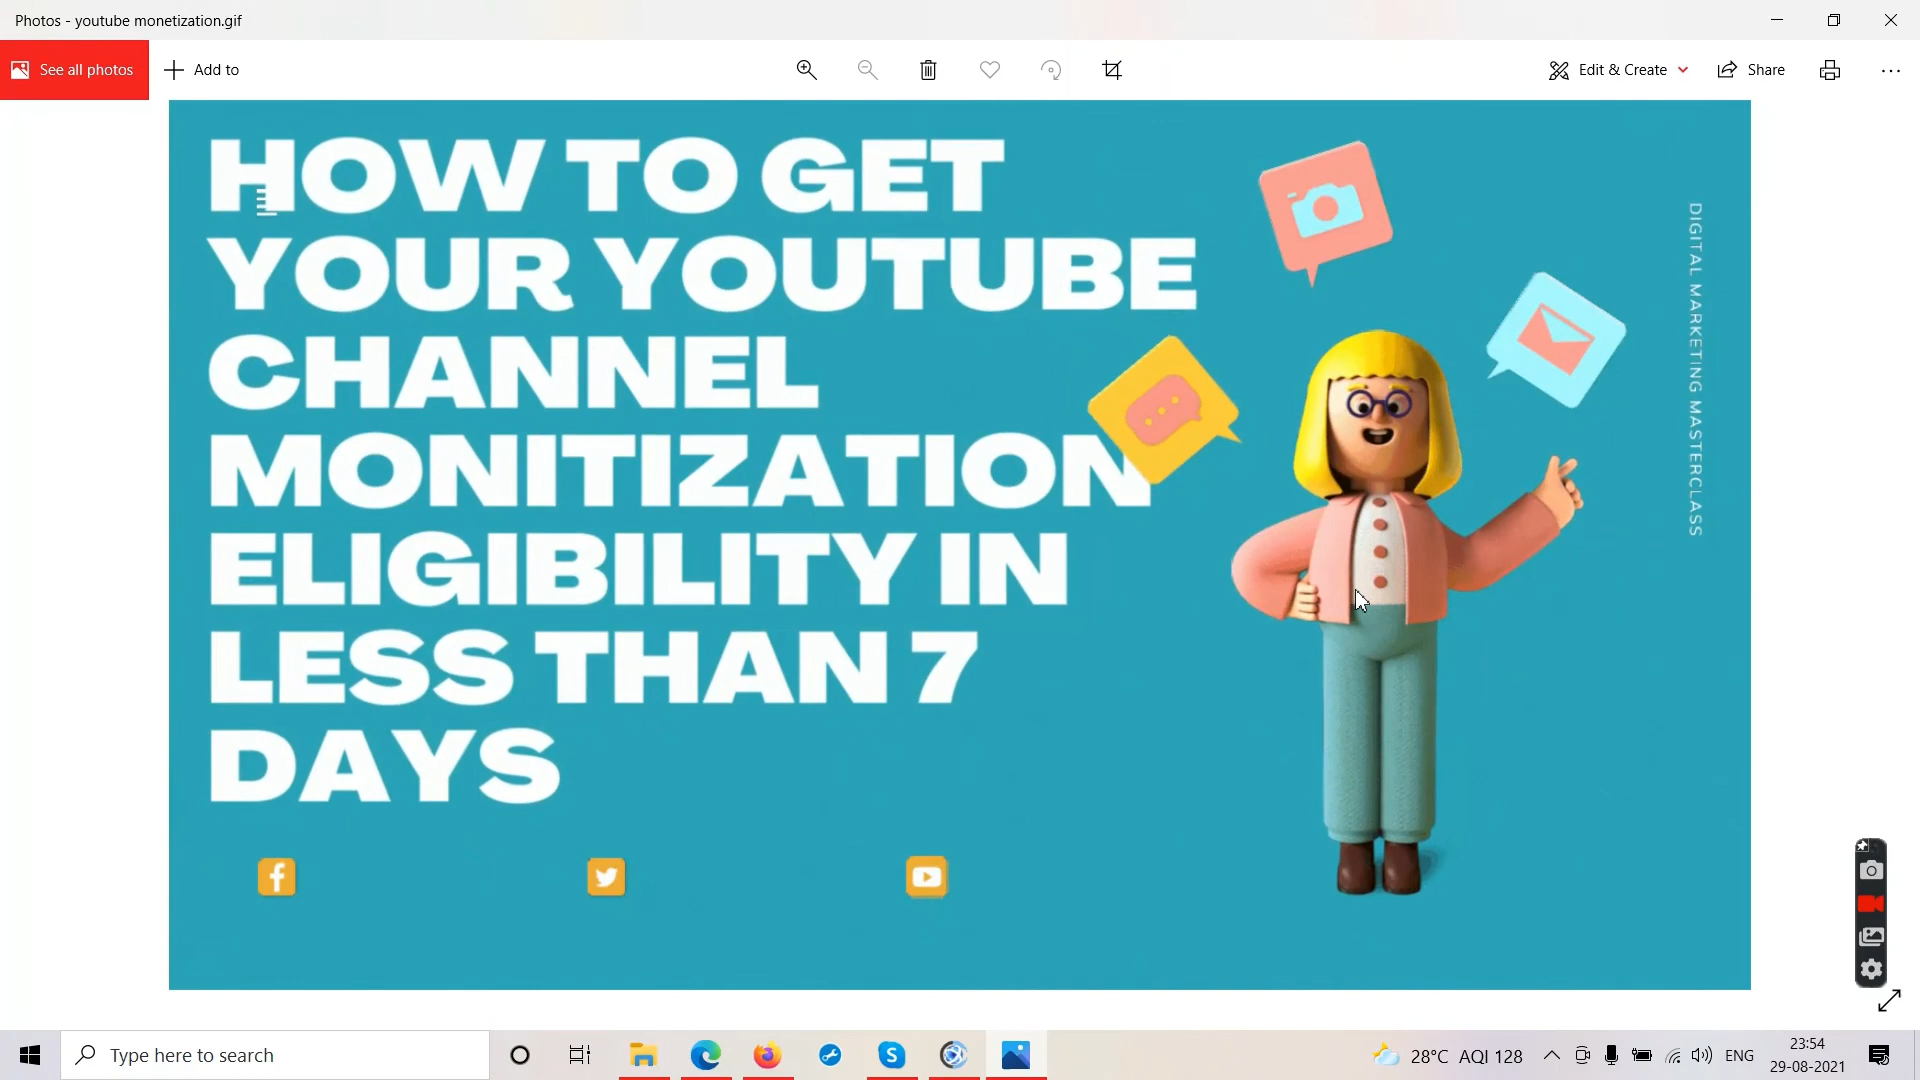 Photos - youtube monetization.gif
See all photos
Add to
Edit & Create
Share
HOW TO GET
YOUR YOUTUBE
CHANNEL
MONITIZATION
ELIGIBILITY IN
LESS THAN 7
DAYS
DIGITAL MARKETING MASTERCLASS
Type here to search
28°C AQI 128
ENG
23:54
29-08-2021